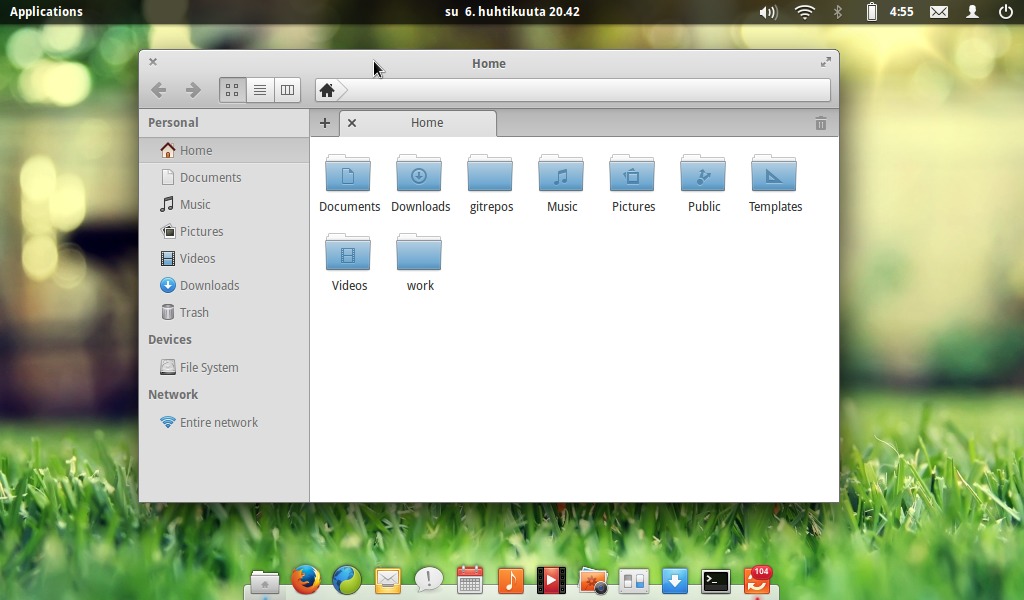 Applications
su 6. huhtikuuta 20.42
4:55
Home
Personal
Home
Documents
Music
Pictures
Videos
Downloads
Trash
Devices
File System
Network
Entire network
Home
Documents Downloads gitrepos Music Pictures Public Templates
Videos work
104